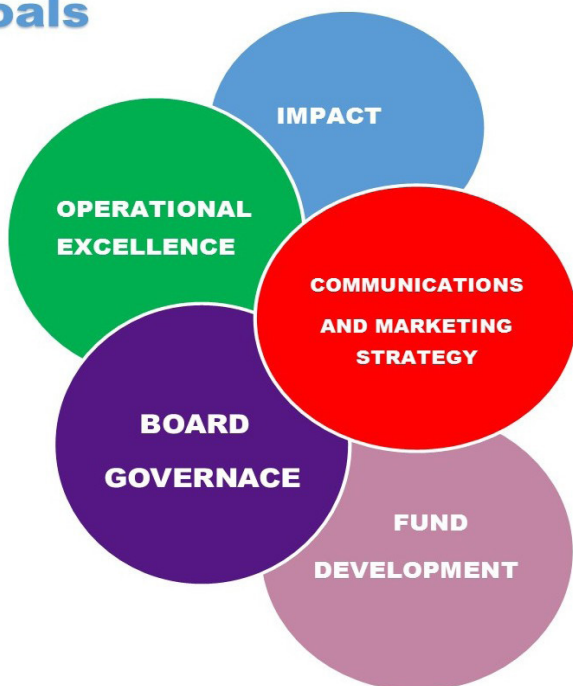 oals
IMPACT
OPERATIONAL
EXCELLENCE
COMMUNICATIONS
AND MARKETING
STRATEGY
BOARD
GOVERNACE
FUND
DEVELOPMENT